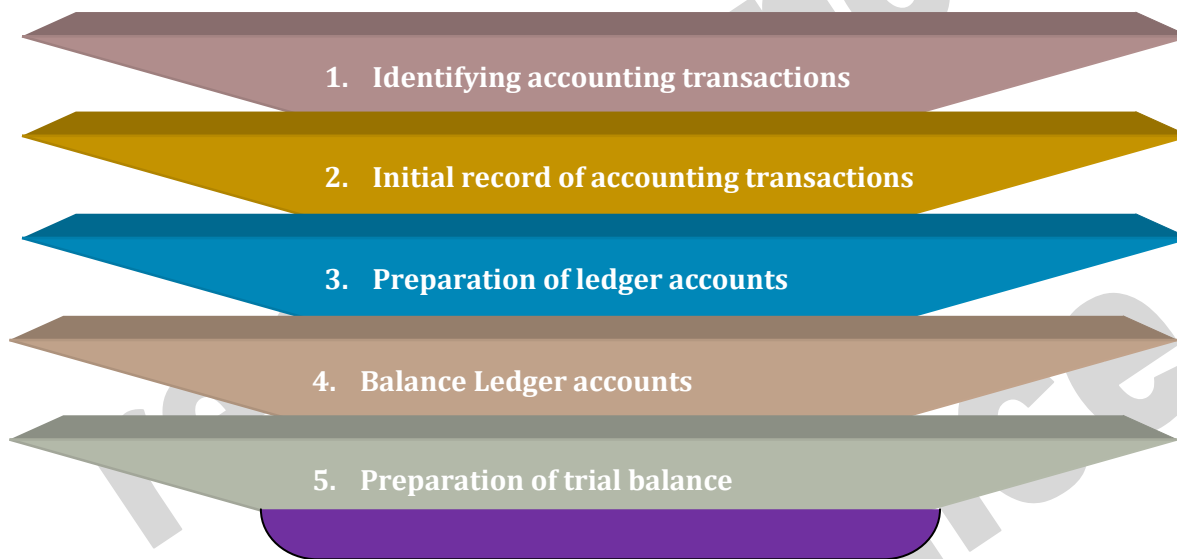 1. Identifying accounting transactions
2. Initial record of accounting transactions
3. Preparation of ledger accounts
4. Balance Ledger accounts
5. Preparation of trial balance